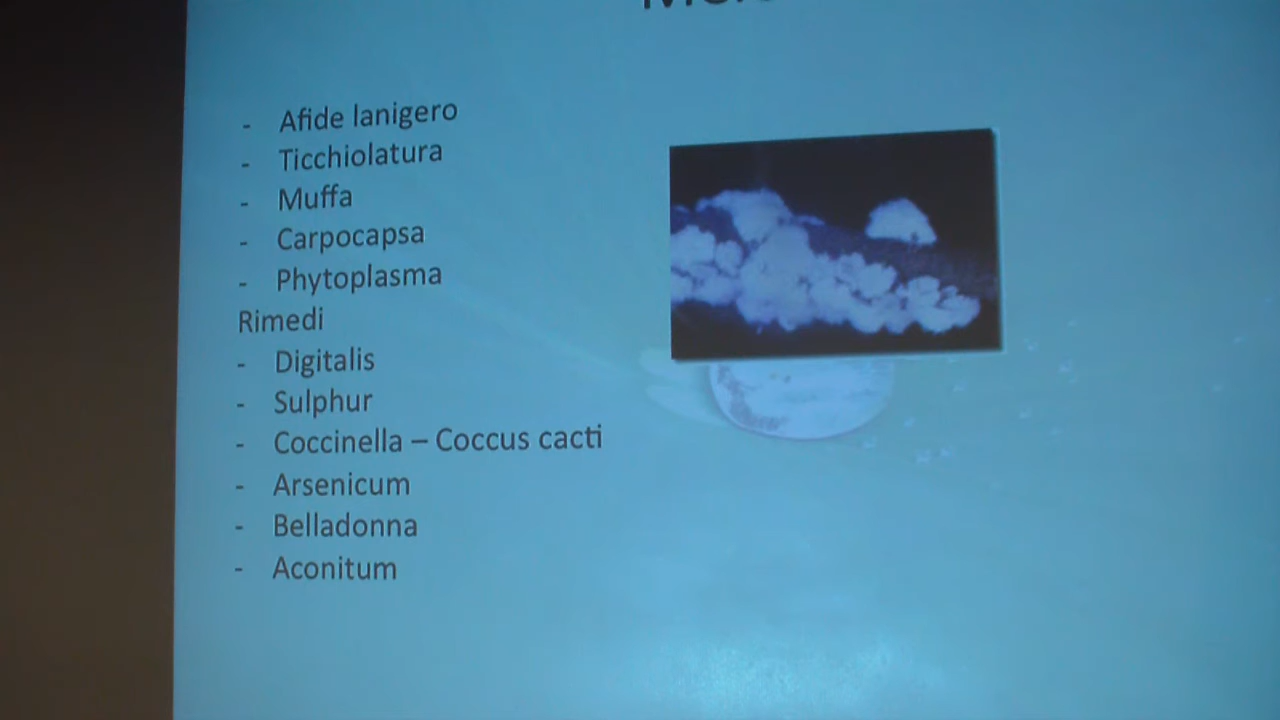 - Afide lanigero
- Ticchiolatura
- Muffa
- Carpocapsa
- Phytoplasma
Rimedi
- Digitalis
- Sulphur
- Coccinella – Coccus cacti
- Arsenicum
- Belladonna
- Aconitum